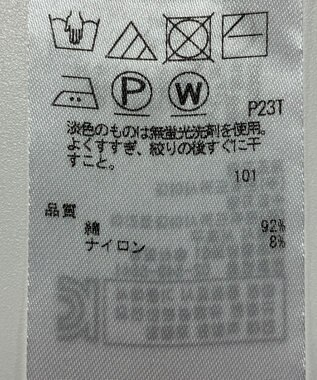 P
W
P23T
淡色のものは無蛍光洗剤を使用。
よくすすぎ、絞りの後すぐに干
すこと。
101
品質
綿 92%
ナイロン 8%